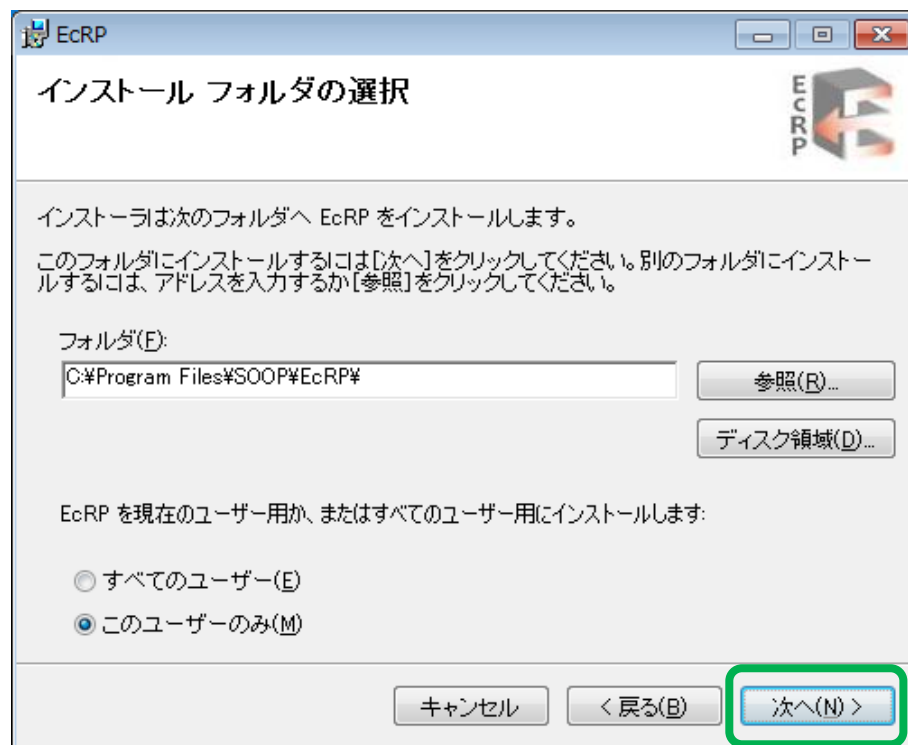 EcRP
インストール フォルダの選択
EcRP
インストーラは次のフォルダへ EcRP をインストールします。
このフォルダにインストールするには[次へ]をクリックしてください。別のフォルダにインストー
ルするには、アドレスを入力するか[参照]をクリックしてください。
フォルダ(F):
C:¥Program Files¥SOOP¥EcRP¥
参照(R)...
ディスク領域(D)...
EcRP を現在のユーザー用か、またはすべてのユーザー用にインストールします:
すべてのユーザー(E)
このユーザーのみ(M)
キャンセル
< 戻る(B)
次へ(N) >